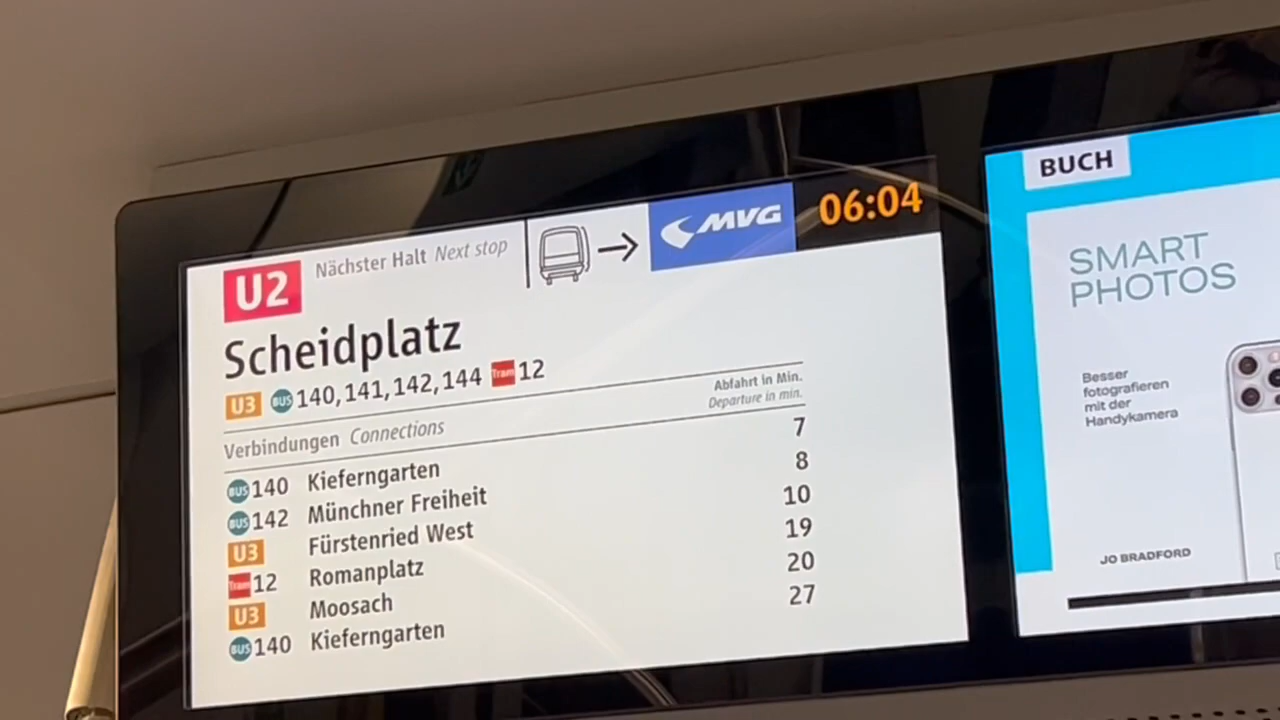 U2 Nächster Halt Next stop MVG 06:04
Scheidplatz
U3 BUS 140, 141, 142, 144 Tram 12
Abfahrt in Min.
Verbindungen Connections Departure in min.
BUS 140 Kieferngarten 7
BUS 142 Münchner Freiheit 8
U3 Fürstenried West 10
Tram 12 Romanplatz 19
U3 Moosach 20
BUS 140 Kieferngarten 27
BUCH
SMART
PHOTOS
Besser
fotografieren
mit der
Handykamera
JO BRADFORD